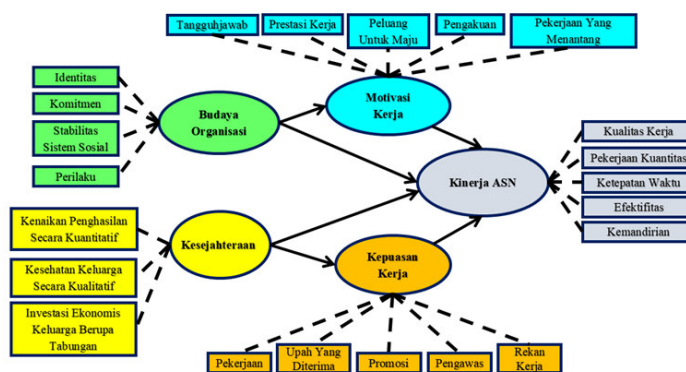 Tangguhjawab
Prestasi Kerja
Peluang
Untuk Maju
Pengakuan
Pekerjaan Yang
Menantang
Identitas
Komitmen
Stabilitas
Sistem Sosial
Perilaku
Budaya
Organisasi
Motivasi
Kerja
Kinerja ASN
Kualitas Kerja
Pekerjaan Kuantitas
Ketepatan Waktu
Efektifitas
Kemandirian
Kenaikan Penghasilan
Secara Kuantitatif
Kesehatan Keluarga
Secara Kualitatif
Investasi Ekonomis
Keluarga Berupa
Tabungan
Kesejahteraan
Kepuasan
Kerja
Pekerjaan
Upah Yang
Diterima
Promosi
Pengawas
Rekan
Kerja